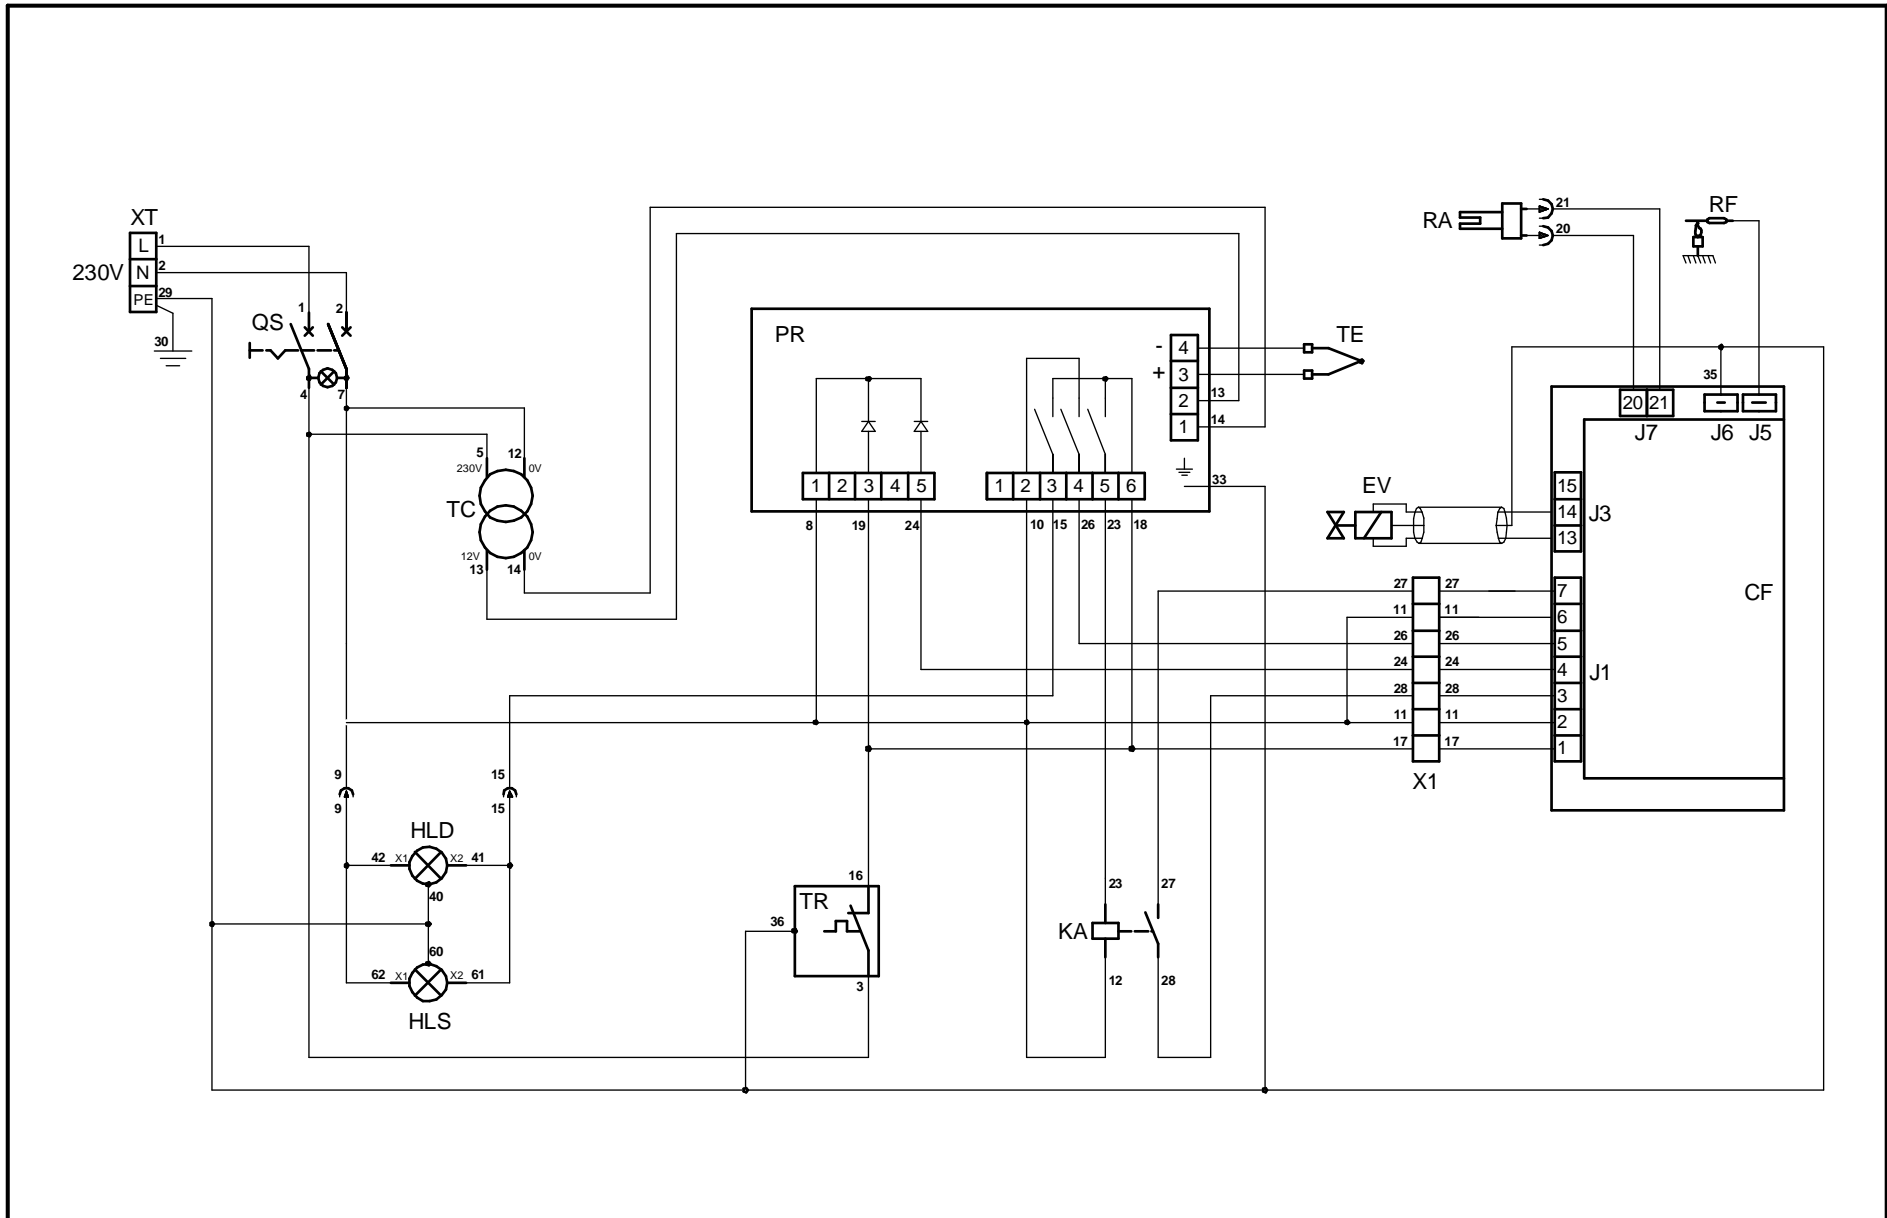 XT
L 1
230V N 2
PE 29
30
QS 1 2
4 7
5 12
230V 0V
TC
12V 0V
13 14
PR
- 4
+ 3
2 13
1 14
33
TE
1 2 3 4 5
8 19 24
1 2 3 4 5 6
10 15 26 23 18
RA 21
20
RF
35
20 21 - -
J7 J6 J5
EV
15
14 J3
13
CF
27 27 7
11 11 6
26 26 5
24 24 4 J1
28 28 3
11 11 2
17 17 1
X1
9 15
9 15
HLD
42 X1 X2 41
40
60
62 X1 X2 61
HLS
16
TR
36
3
23 27
KA
12 28